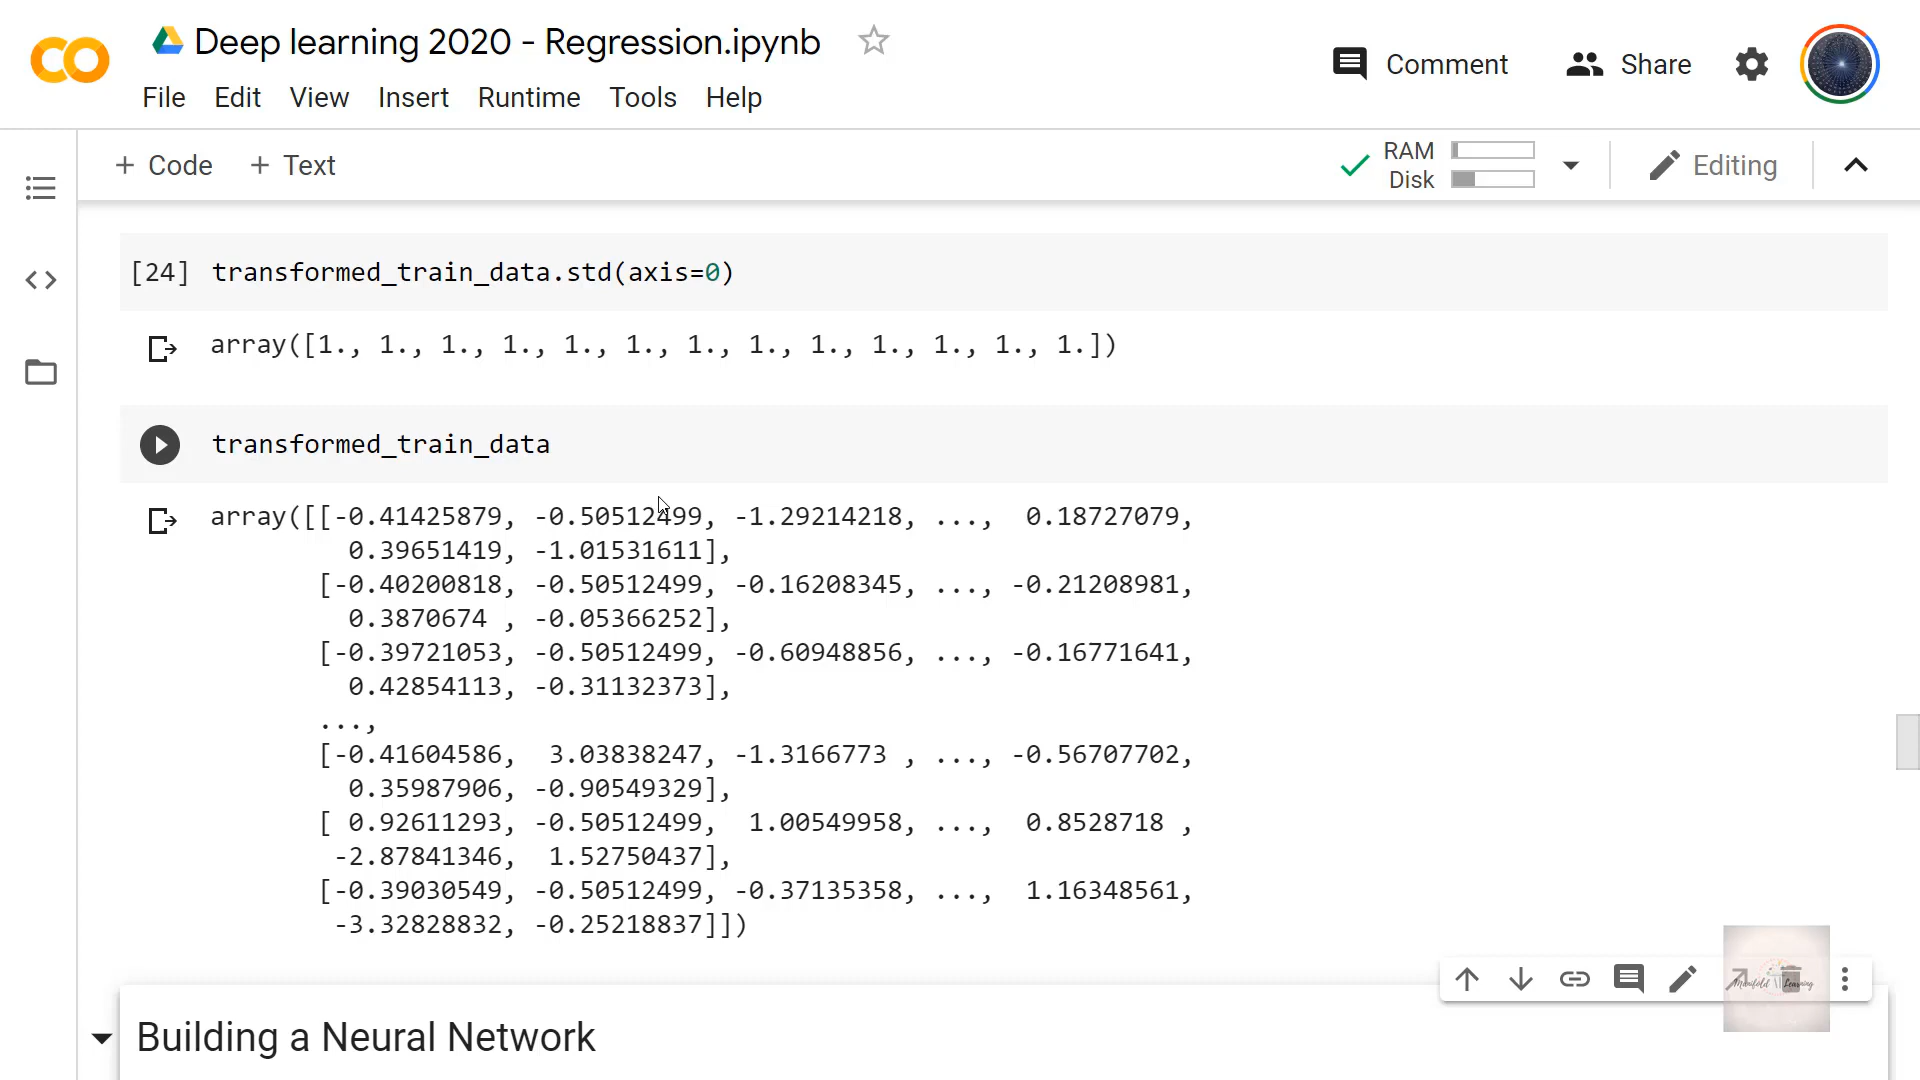 Deep learning 2020 - Regression.ipynb
Comment
Share
File Edit View Insert Runtime Tools Help
+ Code + Text
RAM
Disk
Editing
[24] transformed_train_data.std(axis=0)
array([1., 1., 1., 1., 1., 1., 1., 1., 1., 1., 1., 1., 1.])
transformed_train_data
array([[-0.41425879, -0.50512499, -1.29214218, ...,  0.18727079,
0.39651419, -1.01531611],
[-0.40200818, -0.50512499, -0.16208345, ..., -0.21208981,
0.3870674 , -0.05366252],
[-0.39721053, -0.50512499, -0.60948856, ..., -0.16771641,
0.42854113, -0.31132373],
...,
[-0.41604586,  3.03838247, -1.3166773 , ..., -0.56707702,
0.35987906, -0.90549329],
[ 0.92611293, -0.50512499,  1.00549958, ...,  0.8528718 ,
-2.87841346,  1.52750437],
[-0.39030549, -0.50512499, -0.37135358, ...,  1.16348561,
-3.32828832, -0.25218837]])
Manifold Learning
Building a Neural Network